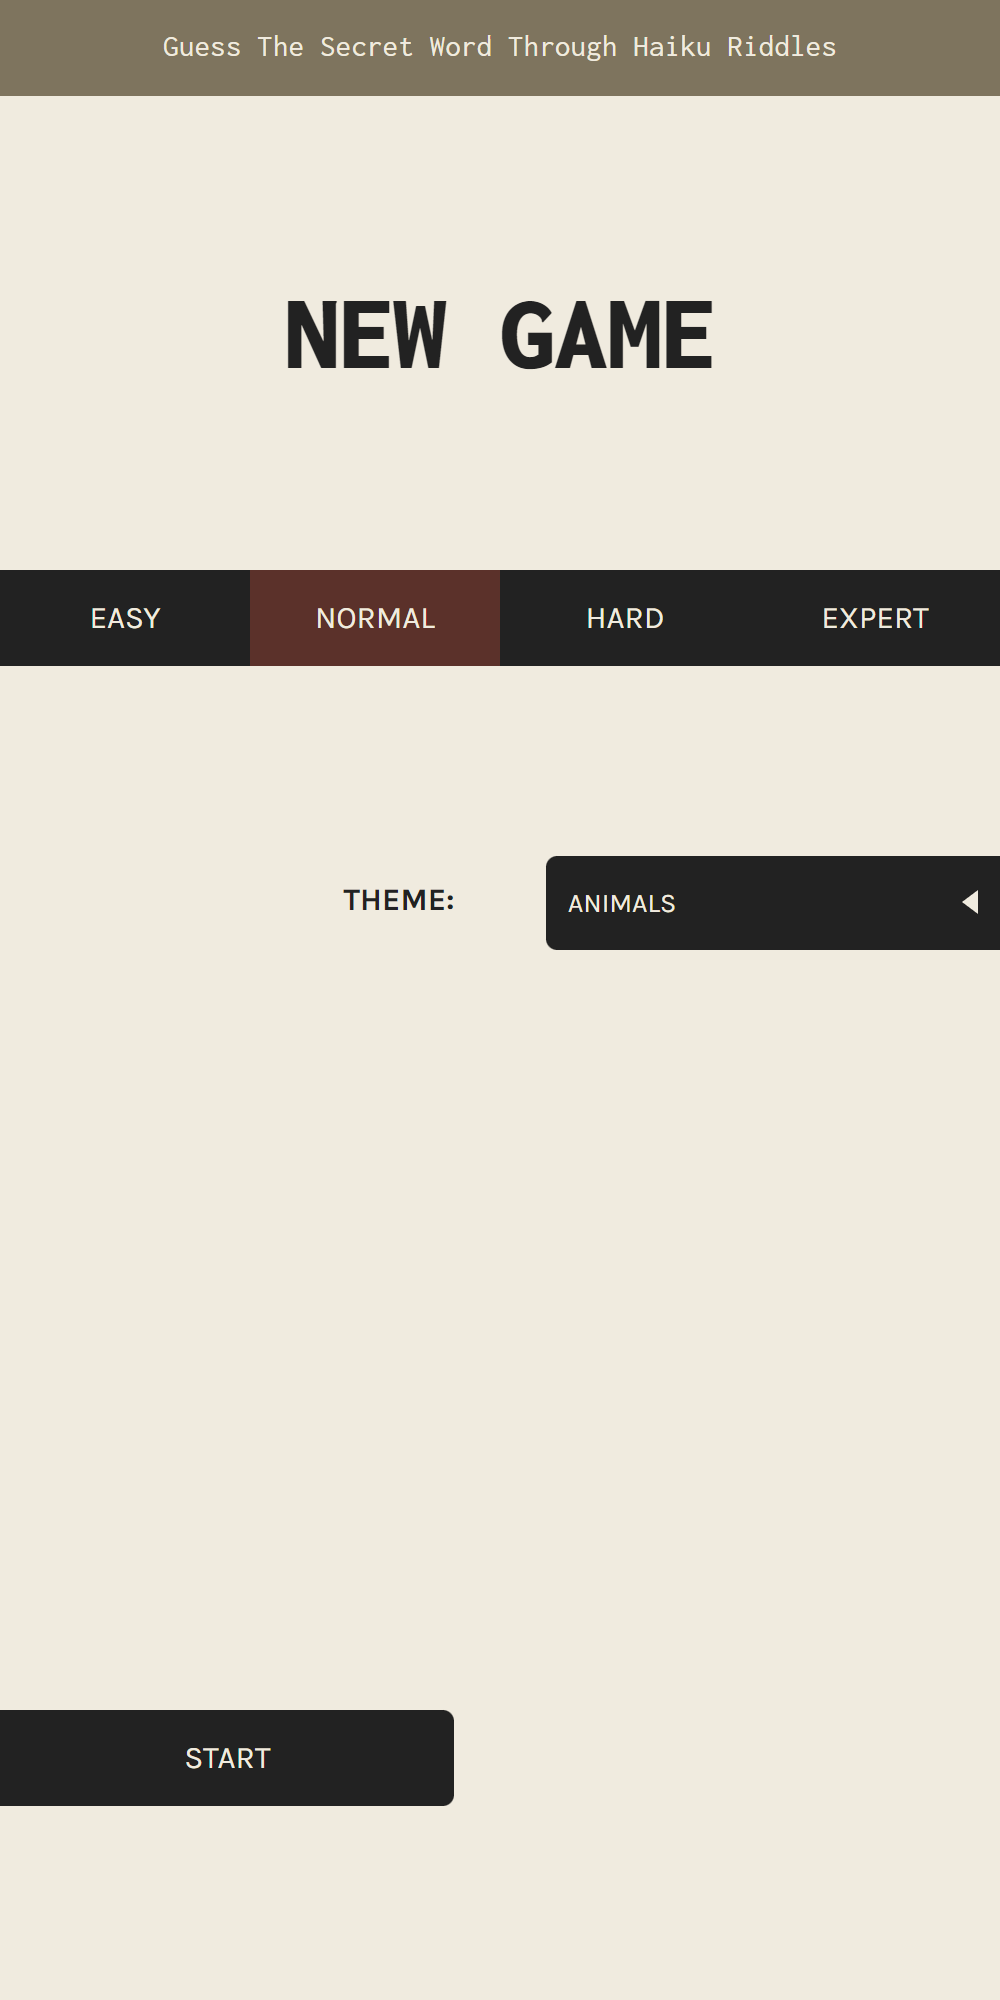 Guess The Secret Word Through Haiku Riddles
NEW GAME
EASY NORMAL HARD EXPERT
THEME: ANIMALS
START